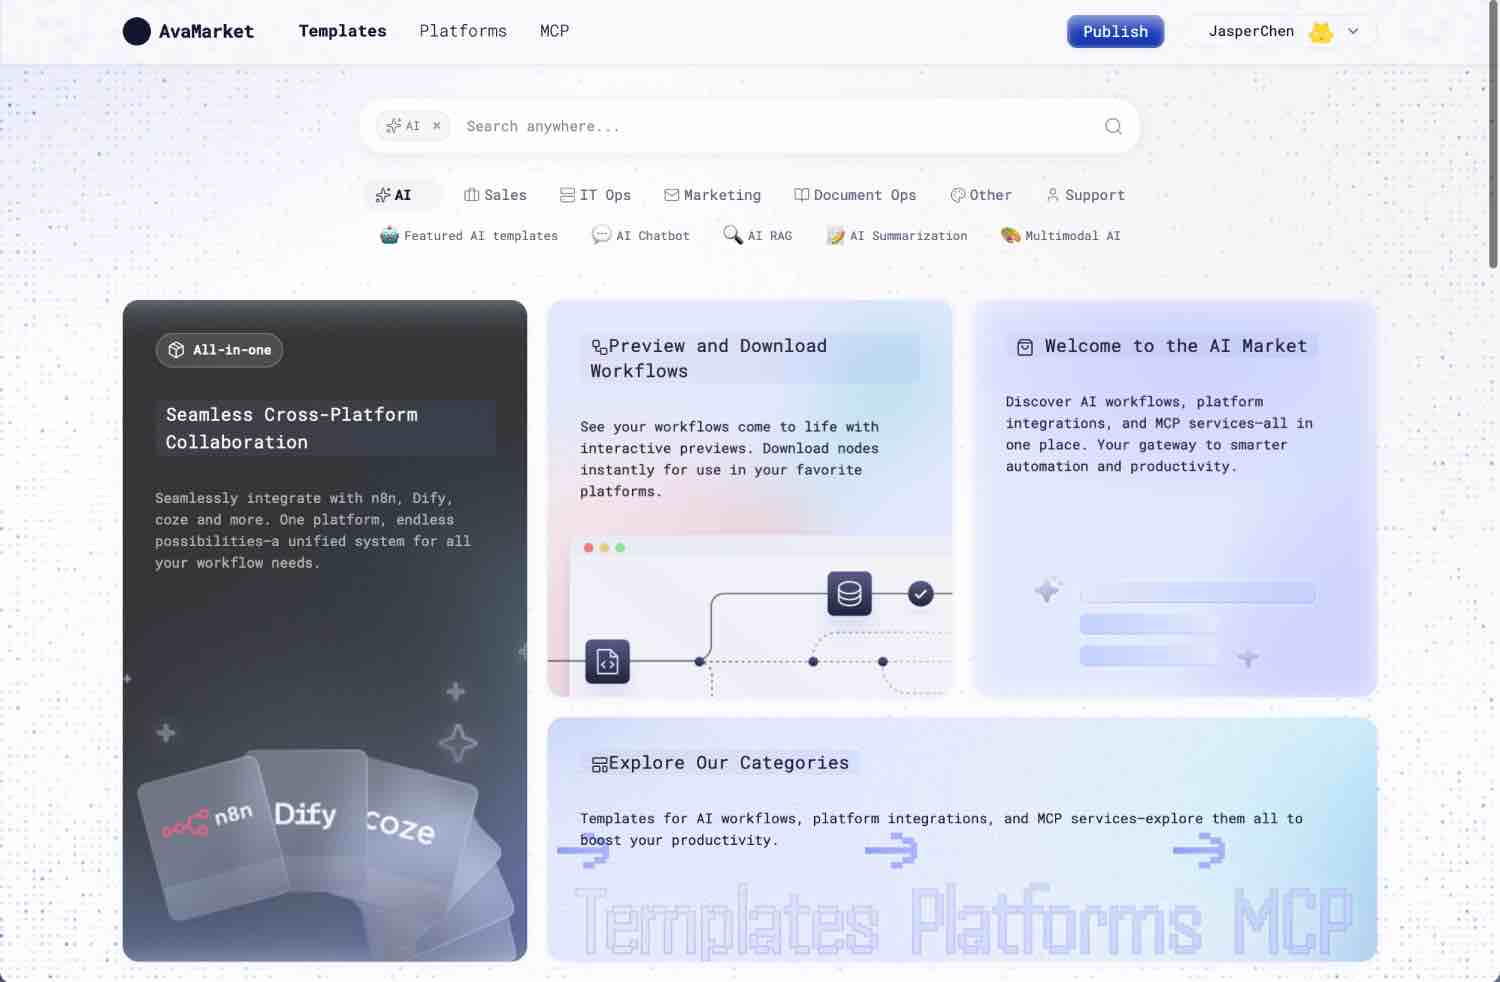 AvaMarket
Templates
Platforms
MCP
Publish
JasperChen
AI
Search anywhere...
AI
Sales
IT Ops
Marketing
Document Ops
Other
Support
Featured AI templates
AI Chatbot
AI RAG
AI Summarization
Multimodal AI
All-in-one
Seamless Cross-Platform
Collaboration
Seamlessly integrate with n8n, Dify,
coze and more. One platform, endless
possibilities—a unified system for all
your workflow needs.
n8n
Dify
coze
Preview and Download
Workflows
See your workflows come to life with
interactive previews. Download nodes
instantly for use in your favorite
platforms.
Welcome to the AI Market
Discover AI workflows, platform
integrations, and MCP services—all in
one place. Your gateway to smarter
automation and productivity.
Explore Our Categories
Templates for AI workflows, platform integrations, and MCP services—explore them all to
boost your productivity.
Templates Platforms MCP